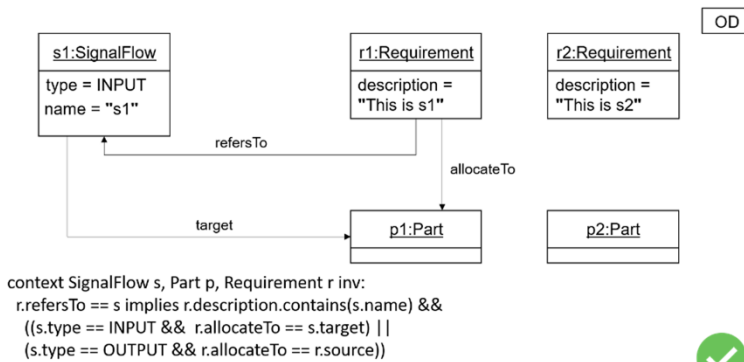 OD
s1:SignalFlow
type = INPUT
name = "s1"
r1:Requirement
description =
"This is s1"
r2:Requirement
description =
"This is s2"
refersTo
allocateTo
target
p1:Part
p2:Part
context SignalFlow s, Part p, Requirement r inv:
r.refersTo == s implies r.description.contains(s.name) &&
((s.type == INPUT && r.allocateTo == s.target) ||
(s.type == OUTPUT && r.allocateTo == r.source))